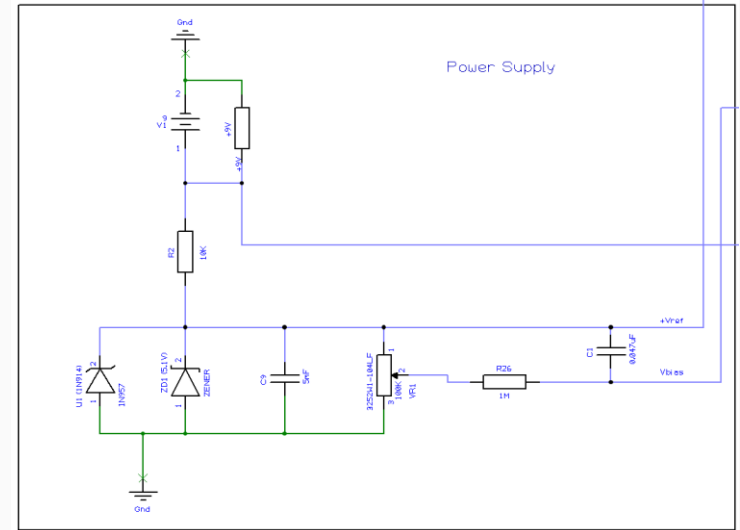 Gnd
Power Supply
2
9
V1
1
+9V
+9V
R2
10K
+Vref
U1 (1N914)
2
1
1N957
ZD1 (5.1V)
2
1
ZENER
C9
5mF
3252W1-104LF
1
2
3
100K
VR1
R26
1M
C1
0.047uF
Vbias
Gnd